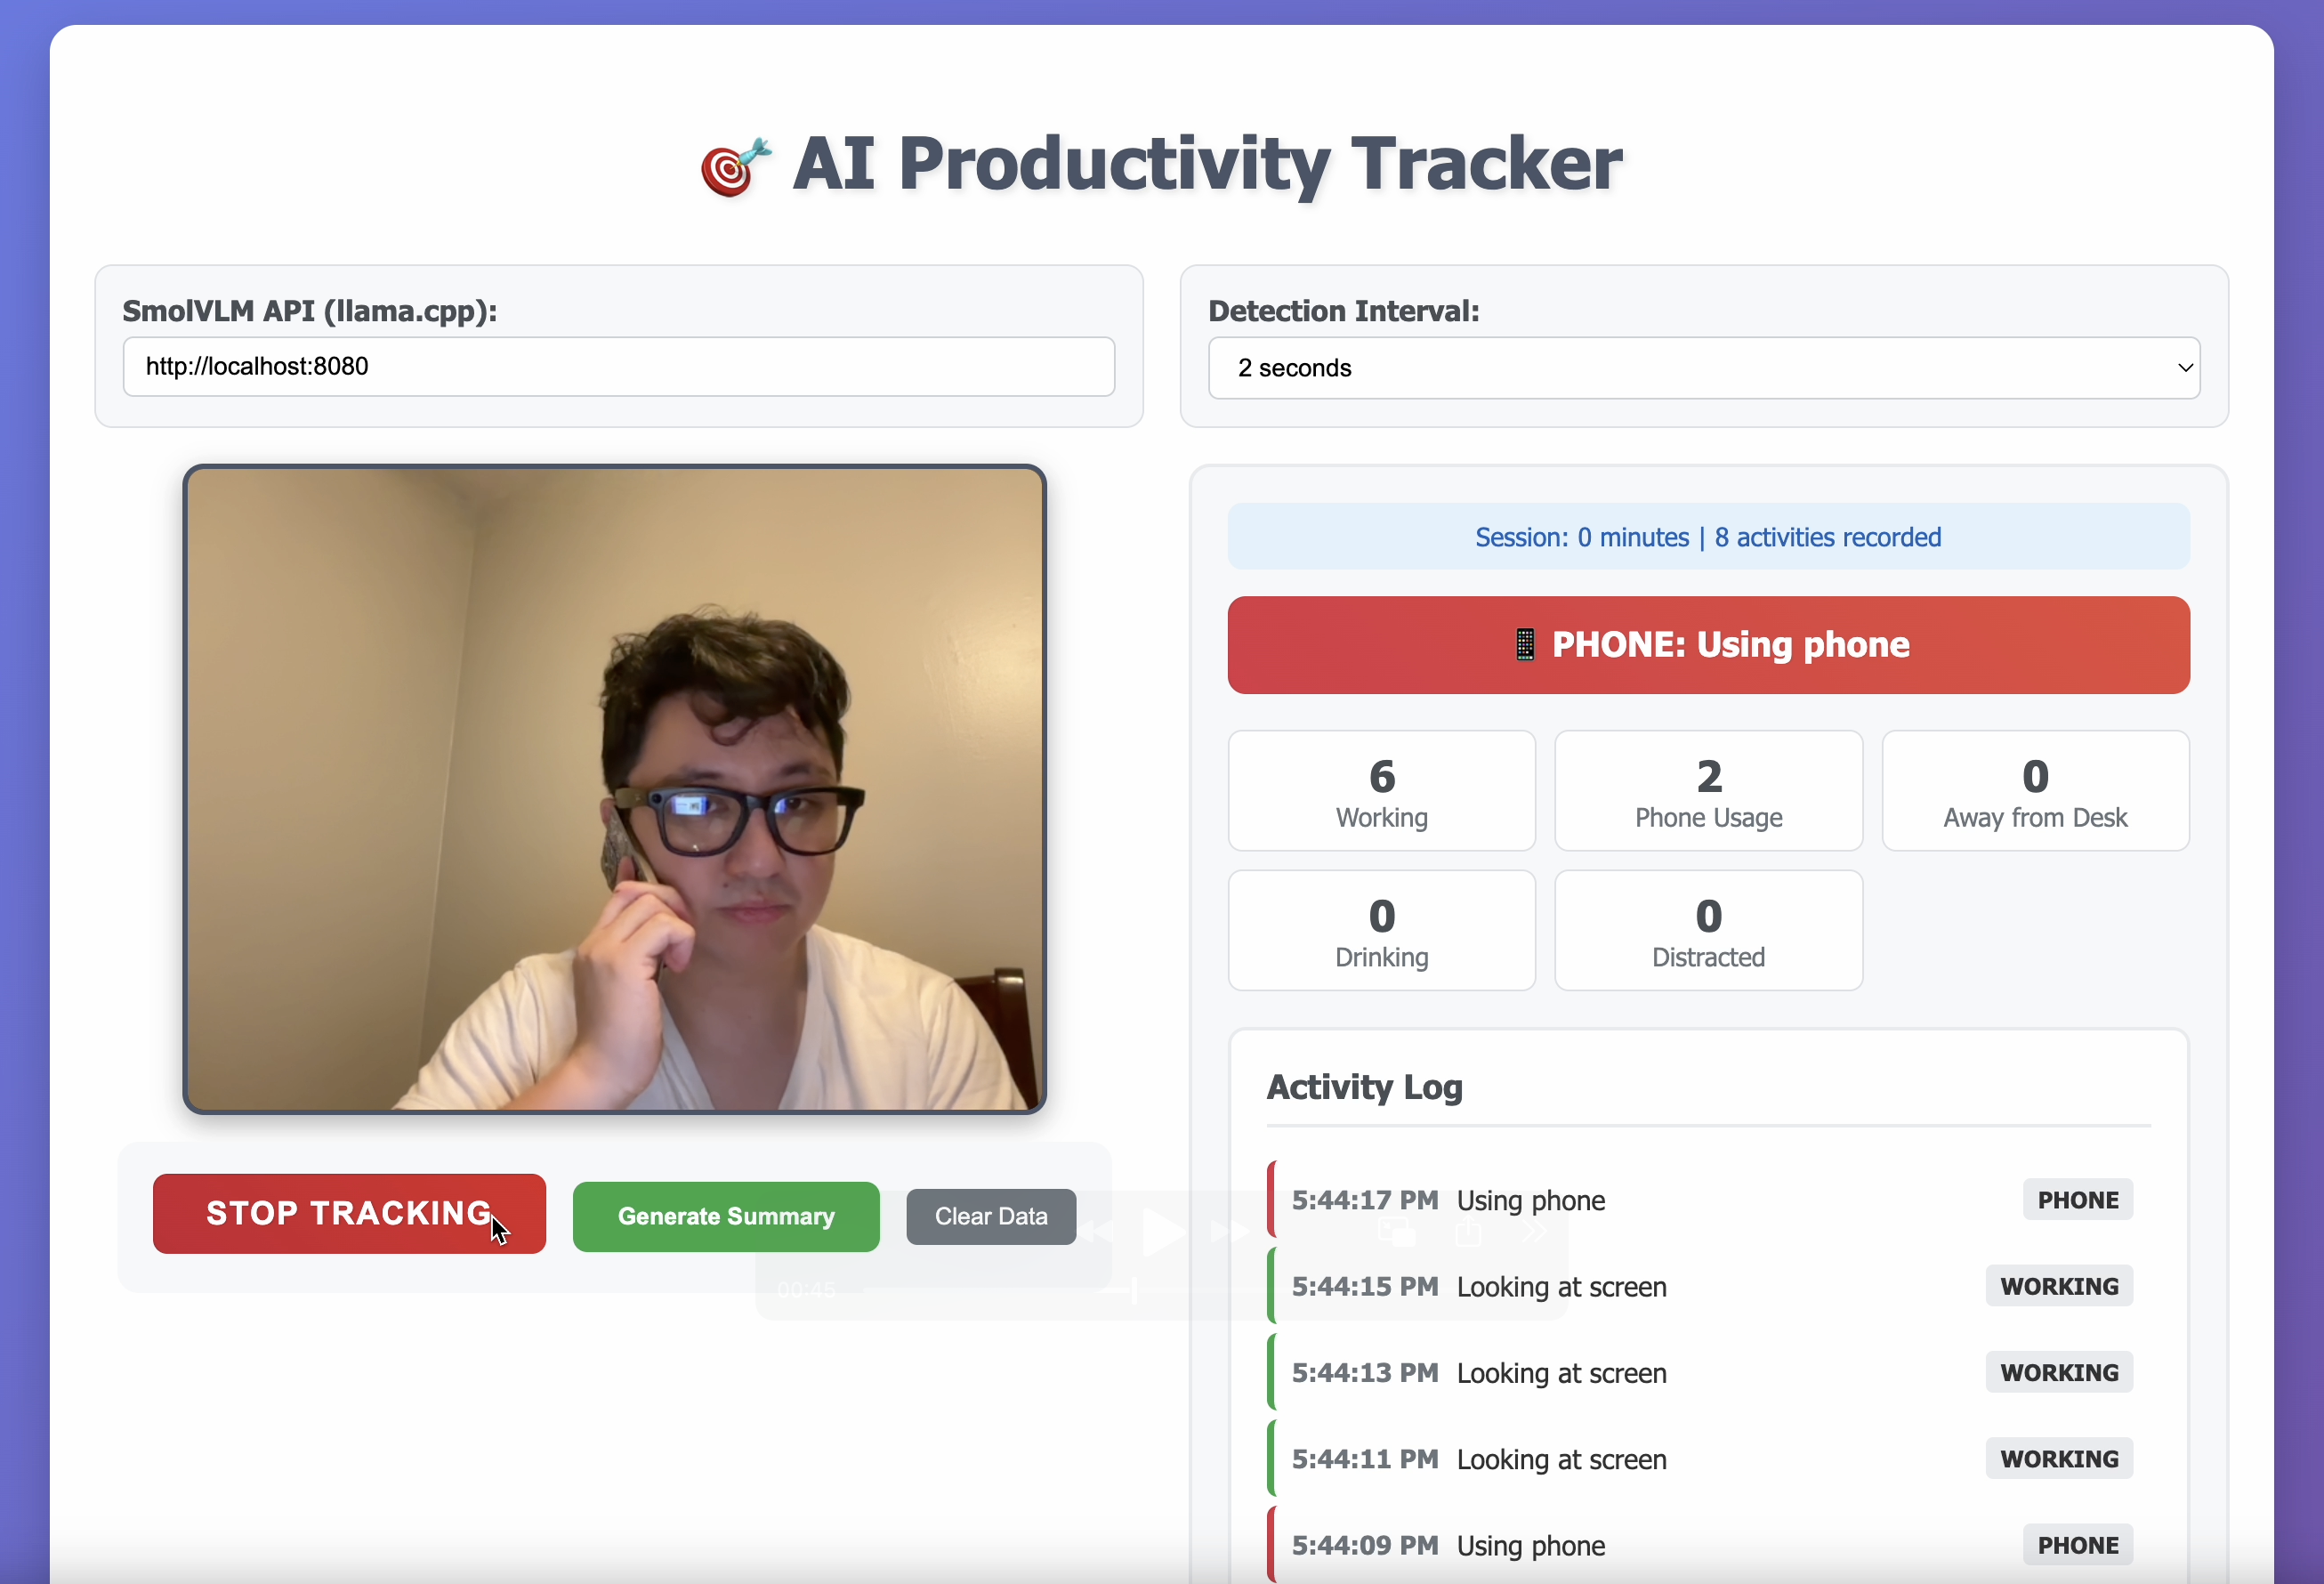 🎯 AI Productivity Tracker
SmolVLM API (llama.cpp):
http://localhost:8080
Detection Interval:
2 seconds
STOP TRACKING
Generate Summary
Clear Data
00:45
Session: 0 minutes | 8 activities recorded
📱 PHONE: Using phone
6
Working
2
Phone Usage
0
Away from Desk
0
Drinking
0
Distracted
Activity Log
5:44:17 PM Using phone PHONE
5:44:15 PM Looking at screen WORKING
5:44:13 PM Looking at screen WORKING
5:44:11 PM Looking at screen WORKING
5:44:09 PM Using phone PHONE